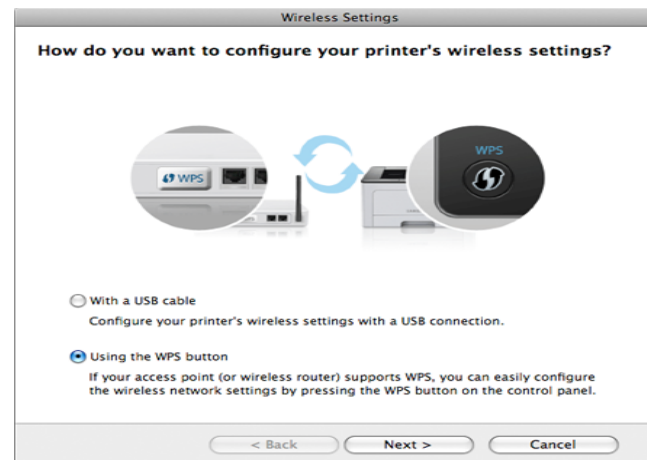 Wireless Settings
How do you want to configure your printer's wireless settings?
WPS
WPS
With a USB cable
Configure your printer's wireless settings with a USB connection.
Using the WPS button
If your access point (or wireless router) supports WPS, you can easily configure
the wireless network settings by pressing the WPS button on the control panel.
< Back Next > Cancel